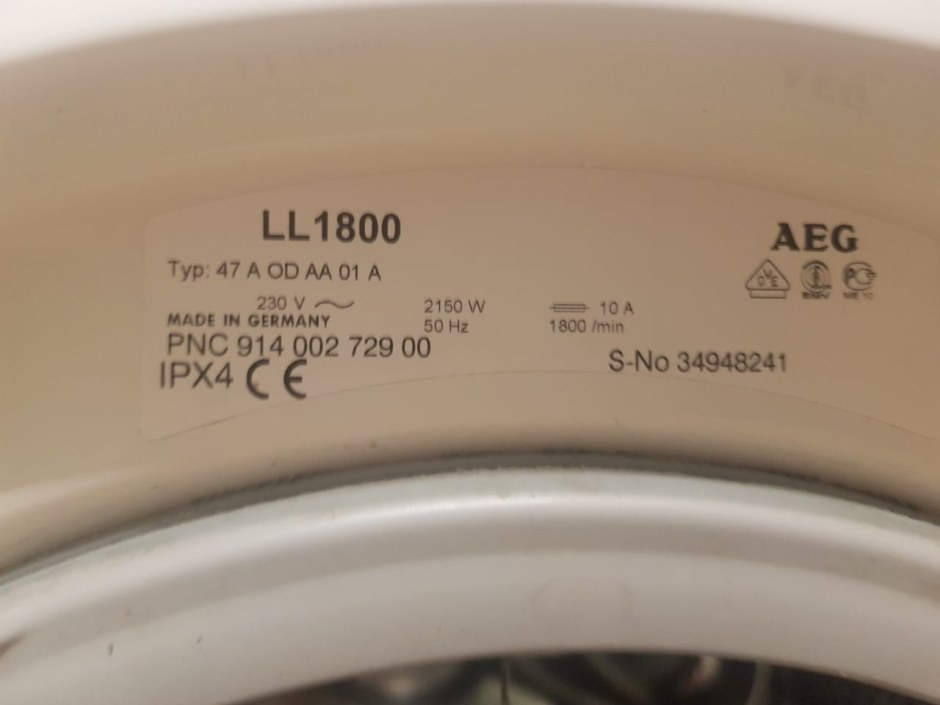 LL1800
AEG
Typ: 47 A OD AA 01 A
230 V 2150 W 10 A
MADE IN GERMANY 50 Hz 1800 /min
PNC 914 002 729 00
S-No 34948241
IPX4 CE